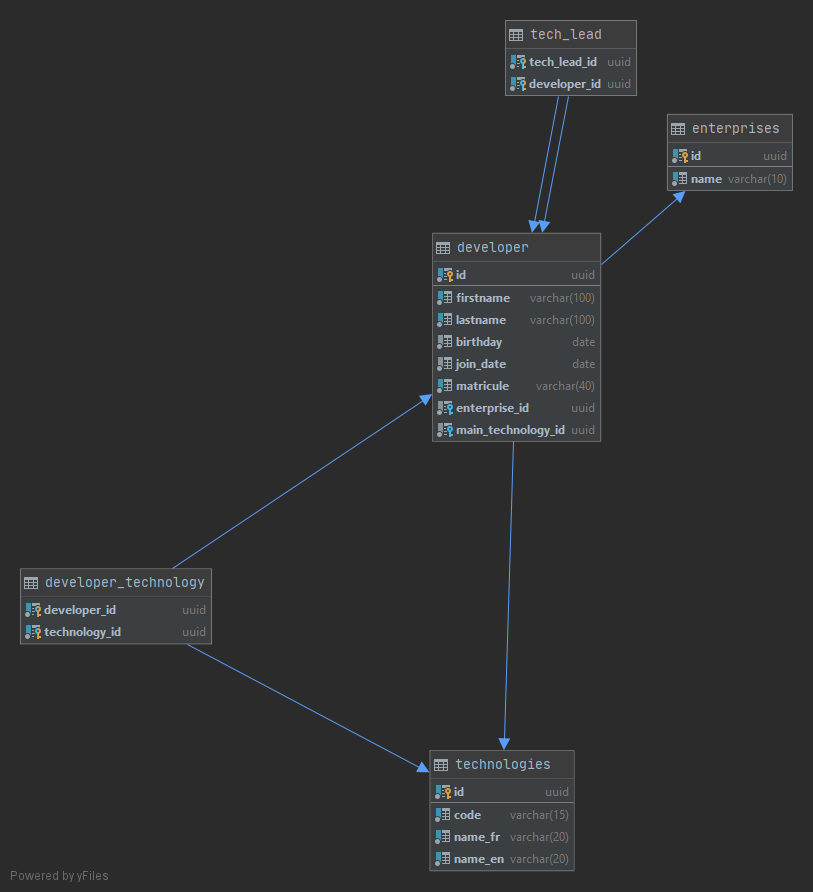 tech_lead
tech_lead_id uuid
developer_id uuid
enterprises
id uuid
name varchar(10)
developer
id uuid
firstname varchar(100)
lastname varchar(100)
birthday date
join_date date
matricule varchar(40)
enterprise_id uuid
main_technology_id uuid
developer_technology
developer_id uuid
technology_id uuid
technologies
id uuid
code varchar(15)
name_fr varchar(20)
name_en varchar(20)
Powered by yFiles